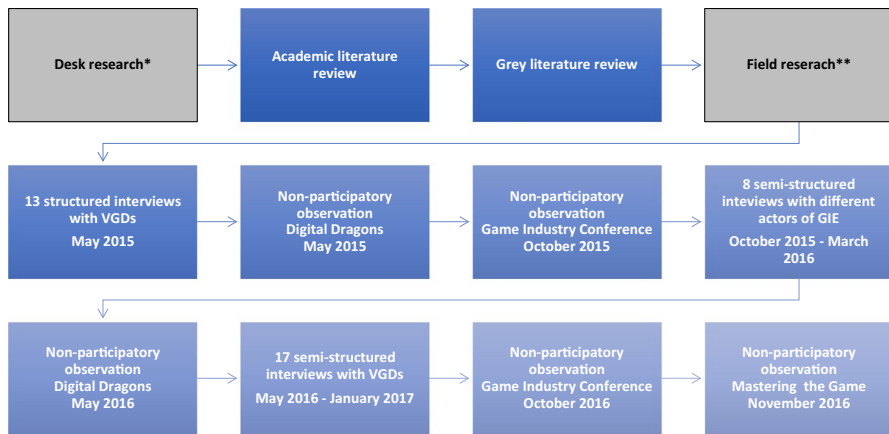 Desk research*
Academic literature
review
Grey literature review
Field reserach**
13 structured interviews
with VGDs
May 2015
Non-participatory
observation
Digital Dragons
May 2015
Non-participatory
observation
Game Industry Conference
October 2015
8 semi-structured
inteviews with different
actors of GIE
October 2015 - March
2016
Non-participatory
observation
Digital Dragons
May 2016
17 semi-structured
interviews with VGDs
May 2016 - January 2017
Non-participatory
observation
Game Industry Conference
October 2016
Non-participatory
observation
Mastering the Game
November 2016